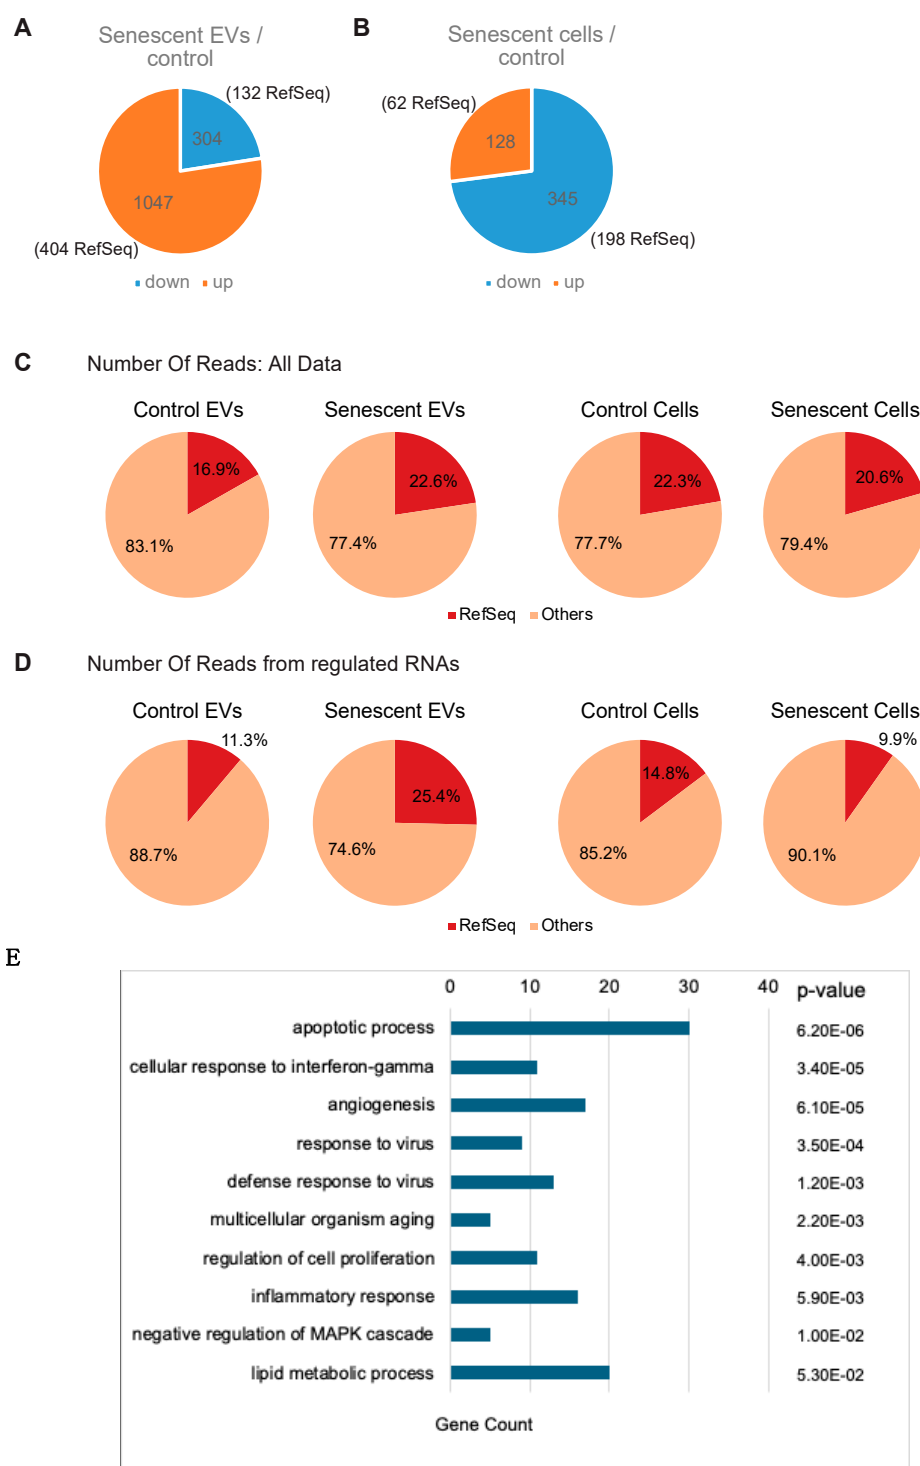 A
Senescent EVs /
control
(132 RefSeq)
304
1047
(404 RefSeq)
down up
B
Senescent cells /
control
(62 RefSeq)
128
345
(198 RefSeq)
down up
C Number Of Reads: All Data
Control EVs Senescent EVs Control Cells Senescent Cells
16.9% 22.6% 22.3% 20.6%
83.1% 77.4% 77.7% 79.4%
RefSeq Others
D Number Of Reads from regulated RNAs
Control EVs Senescent EVs Control Cells Senescent Cells
11.3% 25.4% 14.8% 9.9%
88.7% 74.6% 85.2% 90.1%
RefSeq Others
E
0 10 20 30 40 p-value
apoptotic process 6.20E-06
cellular response to interferon-gamma 3.40E-05
angiogenesis 6.10E-05
response to virus 3.50E-04
defense response to virus 1.20E-03
multicellular organism aging 2.20E-03
regulation of cell proliferation 4.00E-03
inflammatory response 5.90E-03
negative regulation of MAPK cascade 1.00E-02
lipid metabolic process 5.30E-02
Gene Count